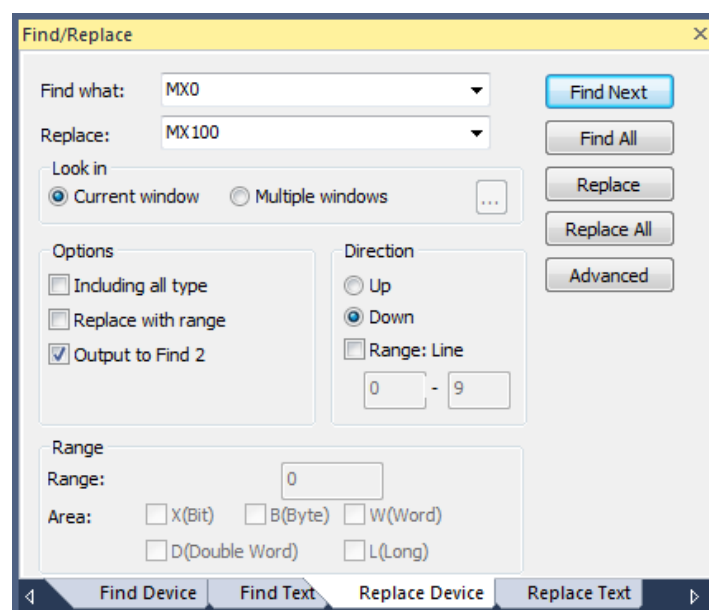 Find/Replace
Find what: MX0
Find Next
Replace: MX100
Find All
Look in
Current window Multiple windows ...
Replace
Replace All
Options
Direction
Advanced
Including all type
Up
Replace with range
Down
Output to Find 2
Range: Line
0 - 9
Range
Range: 0
Area: X(Bit) B(Byte) W(Word)
D(Double Word) L(Long)
Find Device Find Text Replace Device Replace Text